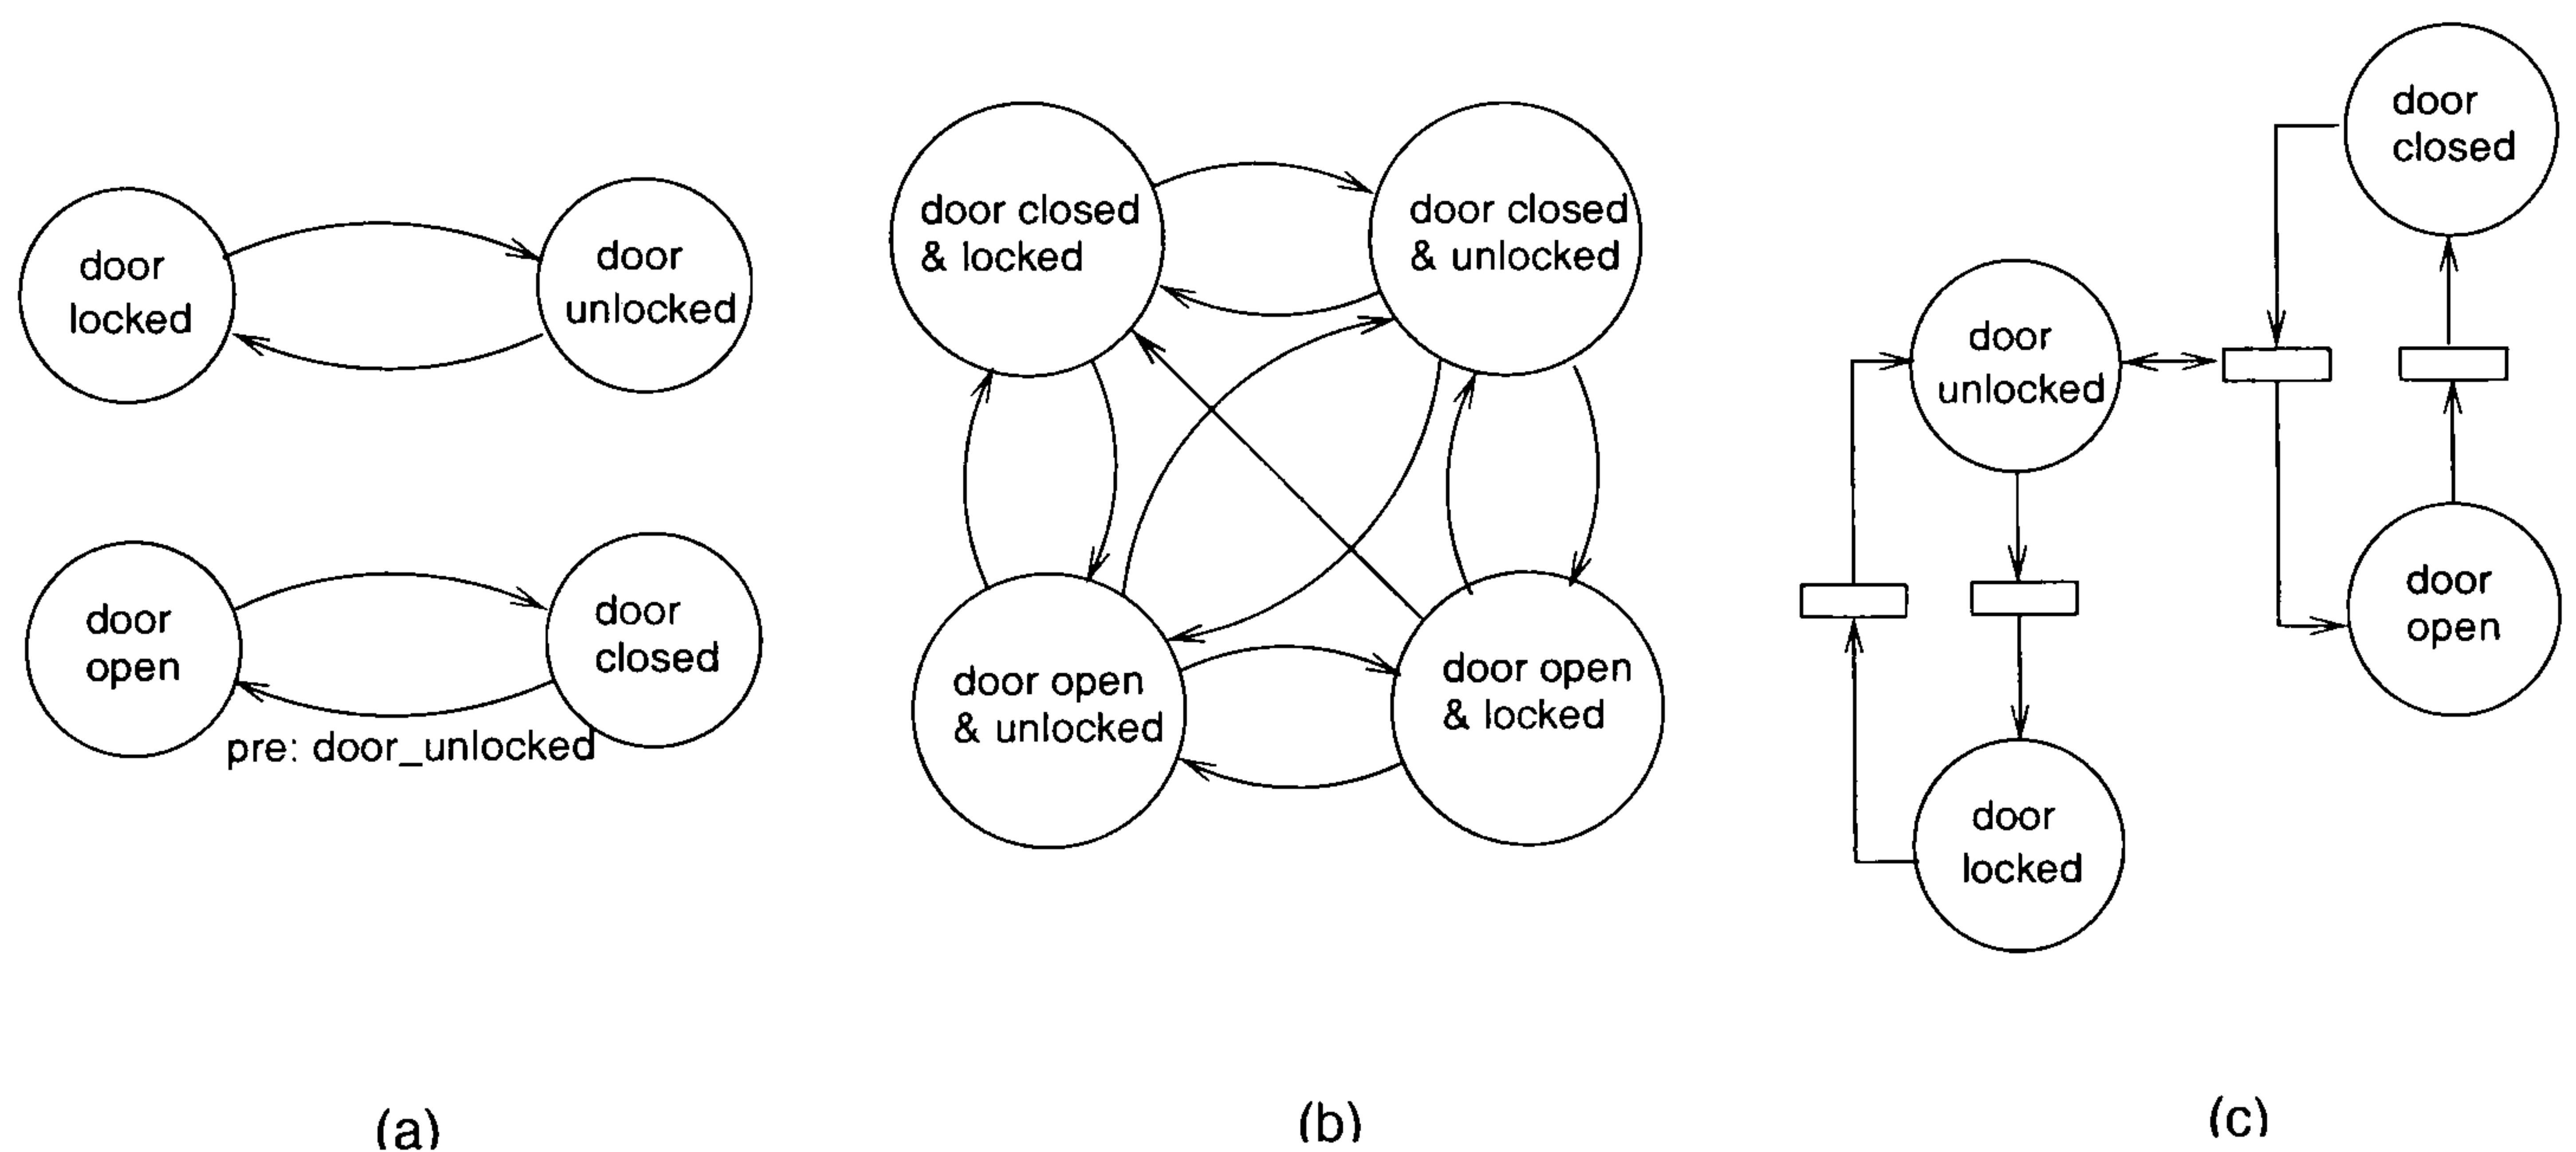 door
locked
door
unlocked
door
open
door
closed
pre: door_unlocked
(a)
door closed
& locked
door closed
& unlocked
door open
& unlocked
door open
& locked
(b)
door
closed
door
unlocked
door
open
door
locked
(c)